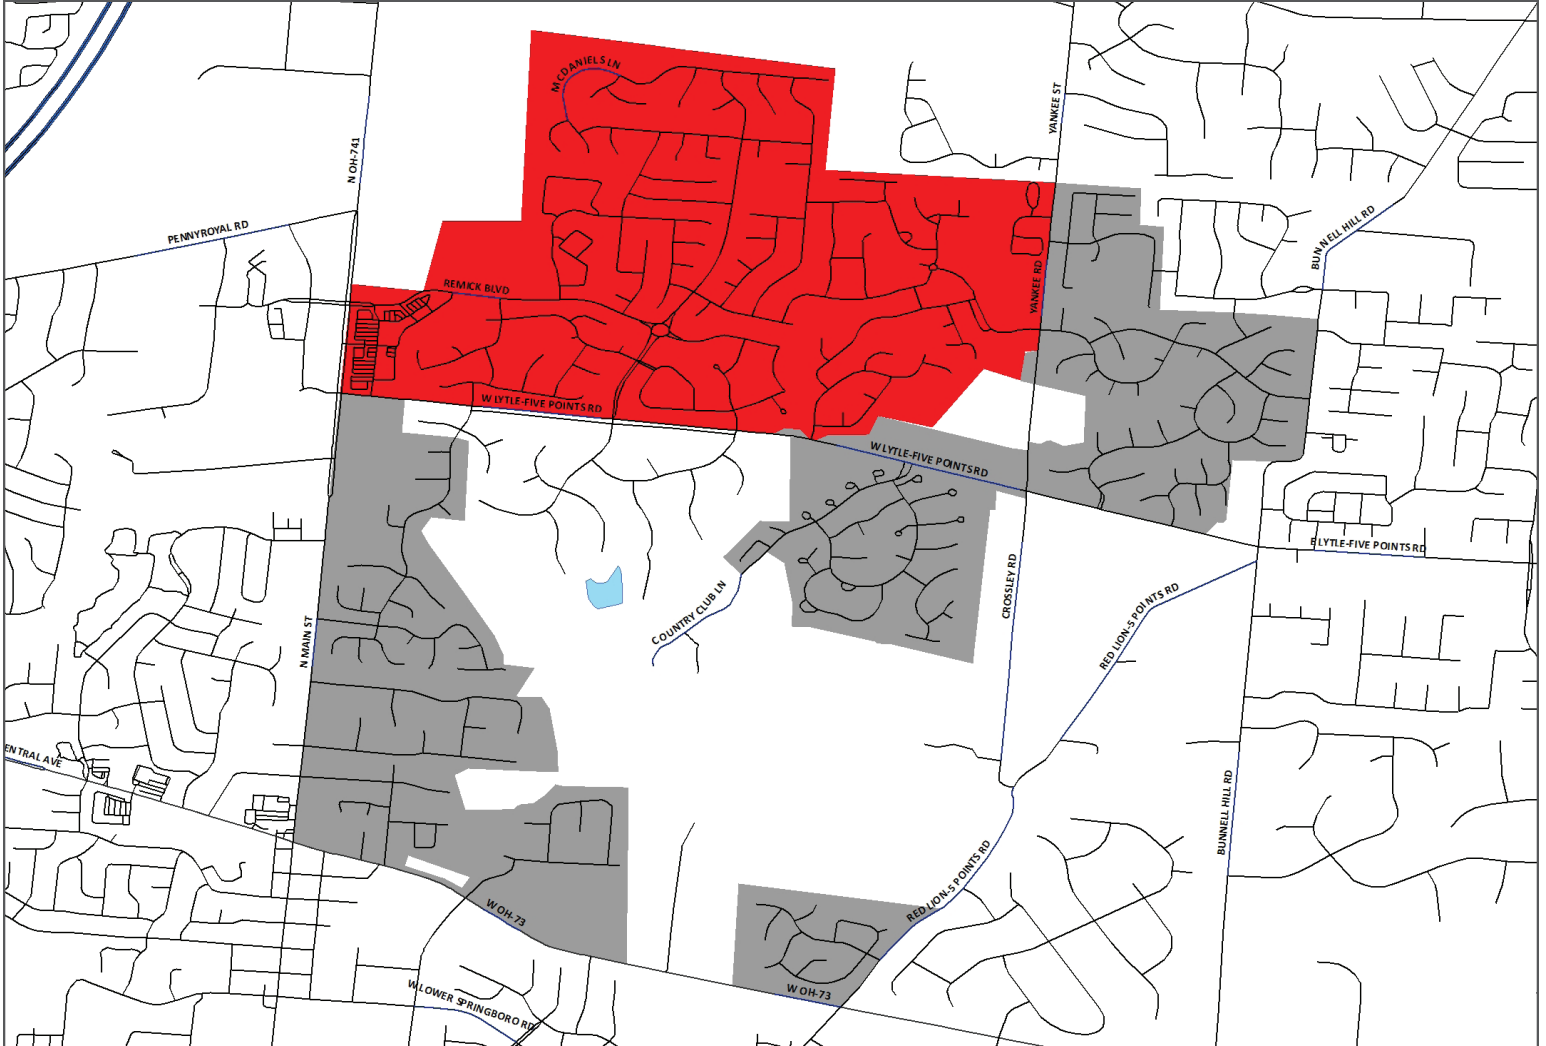 MCDANIELS LN
YANKEE ST
N OH-741
PENNYROYAL RD
BUNNELL HILL RD
REMICK BLVD
YANKEE RD
W LYTLE-FIVE POINTS RD
W LYTLE-FIVE POINTS RD
E LYTLE-FIVE POINTS RD
CROSSLEY RD
COUNTRY CLUB LN
RED LION-5 POINTS RD
N MAIN ST
ENTRAL AVE
BUNNELL HILL RD
RED LION-5 POINTS RD
W OH-73
W OH-73
W LOWER SPRINGBORO RD